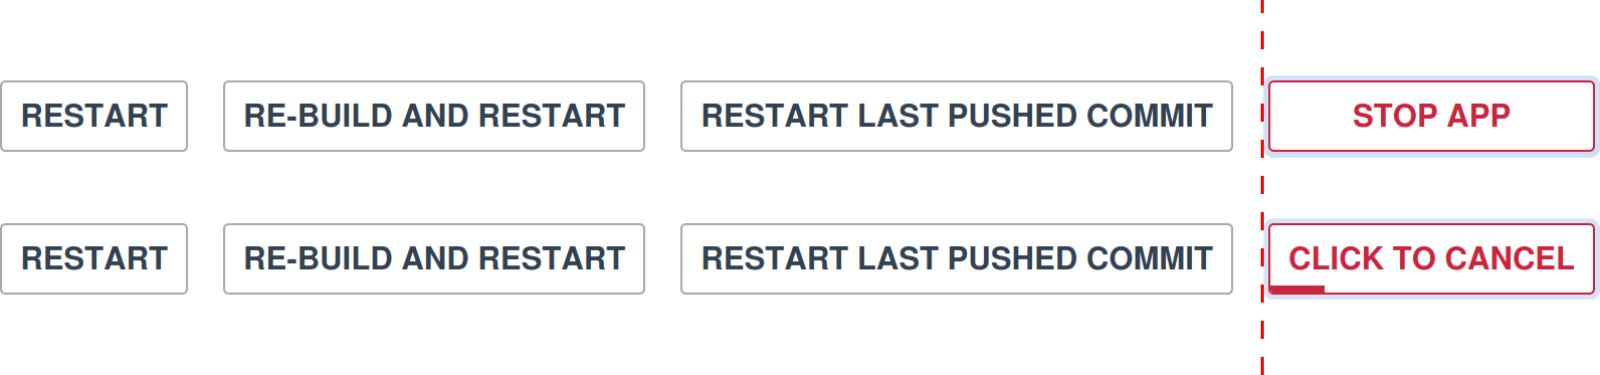 RESTART RE-BUILD AND RESTART RESTART LAST PUSHED COMMIT STOP APP
RESTART RE-BUILD AND RESTART RESTART LAST PUSHED COMMIT CLICK TO CANCEL